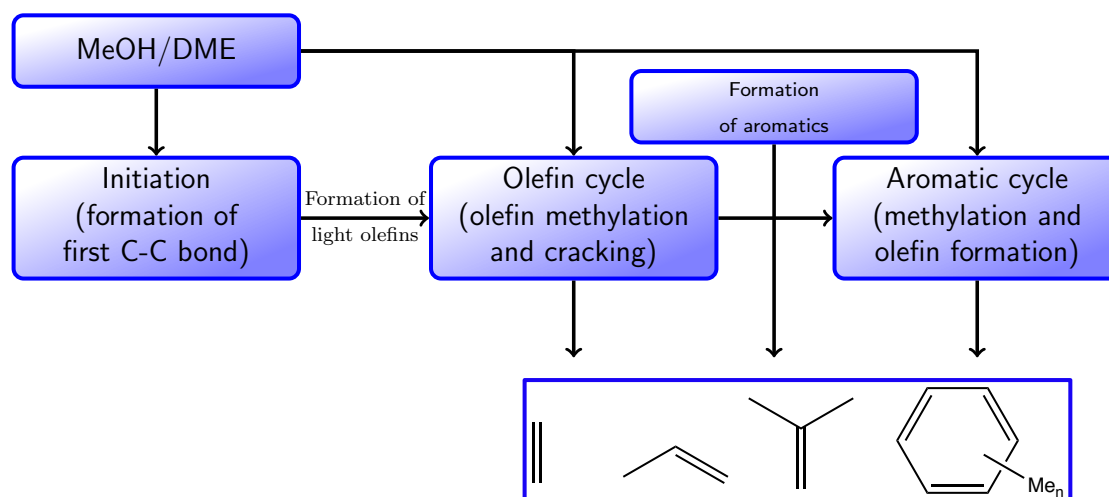 MeOH/DME
Formation
of aromatics
Initiation
(formation of
first C-C bond)
Formation of
light olefins
Olefin cycle
(olefin methylation
and cracking)
Aromatic cycle
(methylation and
olefin formation)
Meₙ